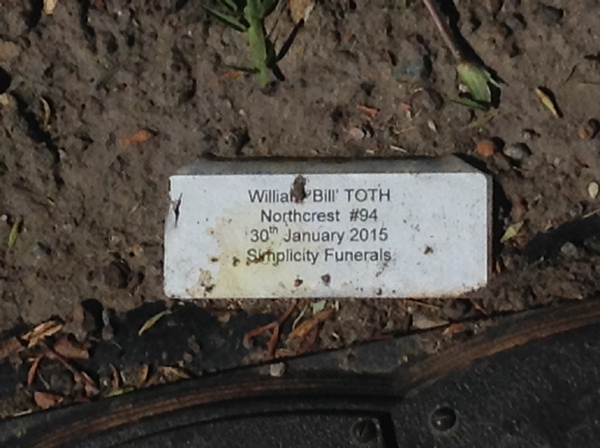 William 'Bill' TOTH
Northcrest #94
30th January 2015
Simplicity Funerals